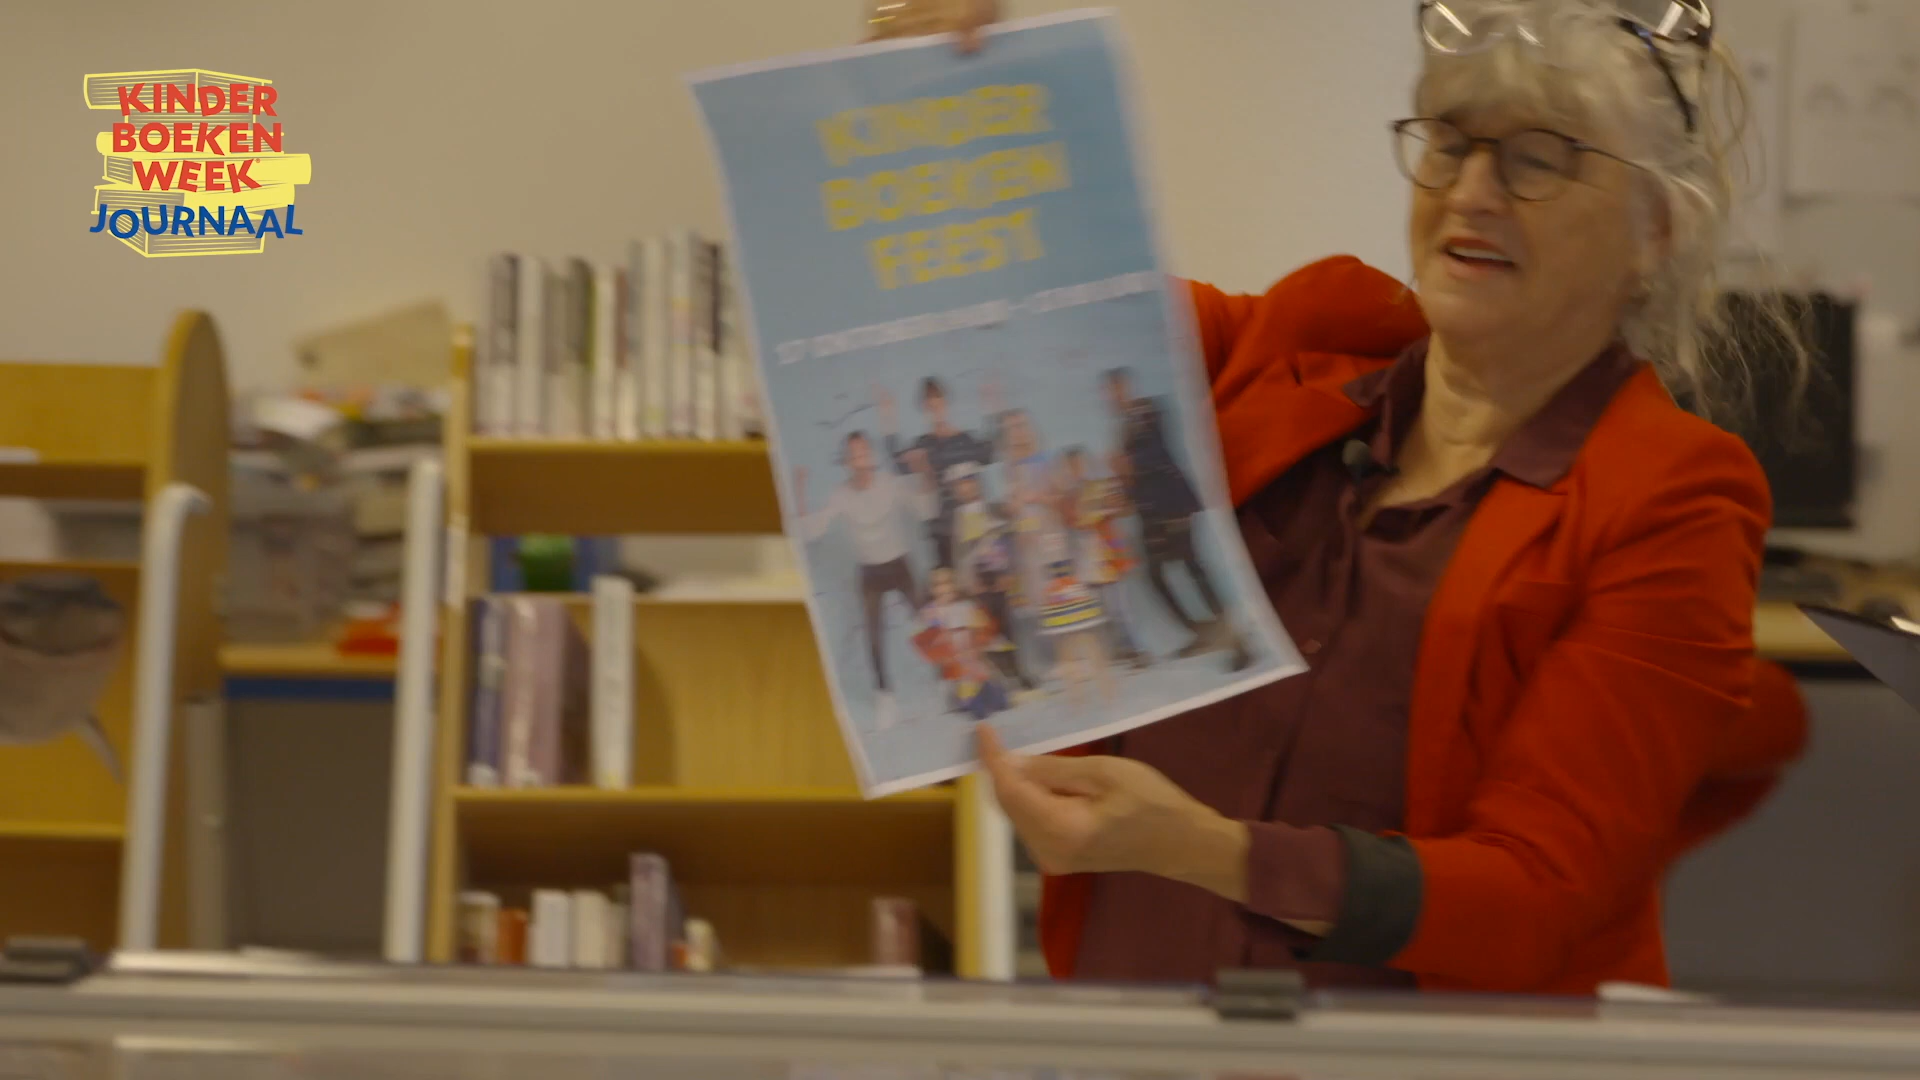 KINDER
BOEKEN
WEEK
JOURNAAL
KINDER
BOEKEN
FEEST